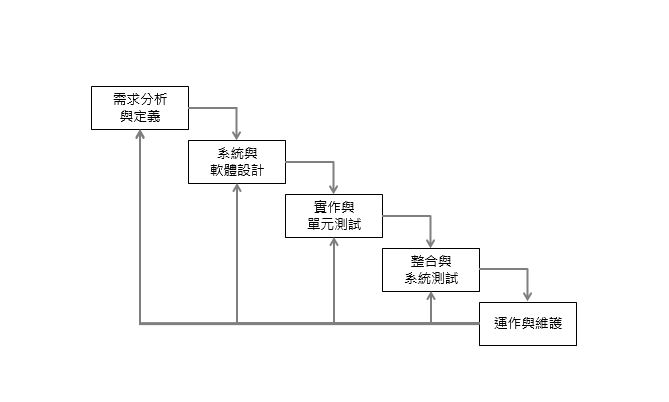 需求分析
與定義
系統與
軟體設計
實作與
單元測試
整合與
系統測試
運作與維護